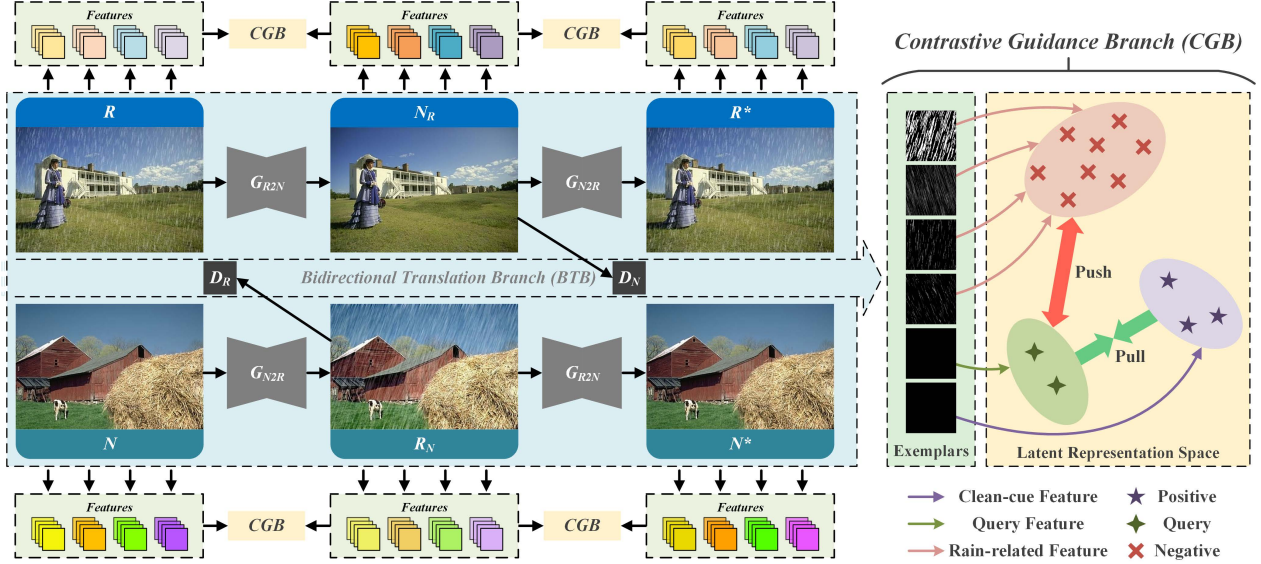 Features
CGB
Features
CGB
Features
R
N_R
R*
G_R2N
G_N2R
D_R
Bidirectional Translation Branch (BTB)
D_N
G_N2R
G_R2N
N
R_N
N*
Features
CGB
Features
CGB
Features
Contrastive Guidance Branch (CGB)
Push
Pull
Exemplars
Latent Representation Space
Clean-cue Feature
Positive
Query Feature
Query
Rain-related Feature
Negative